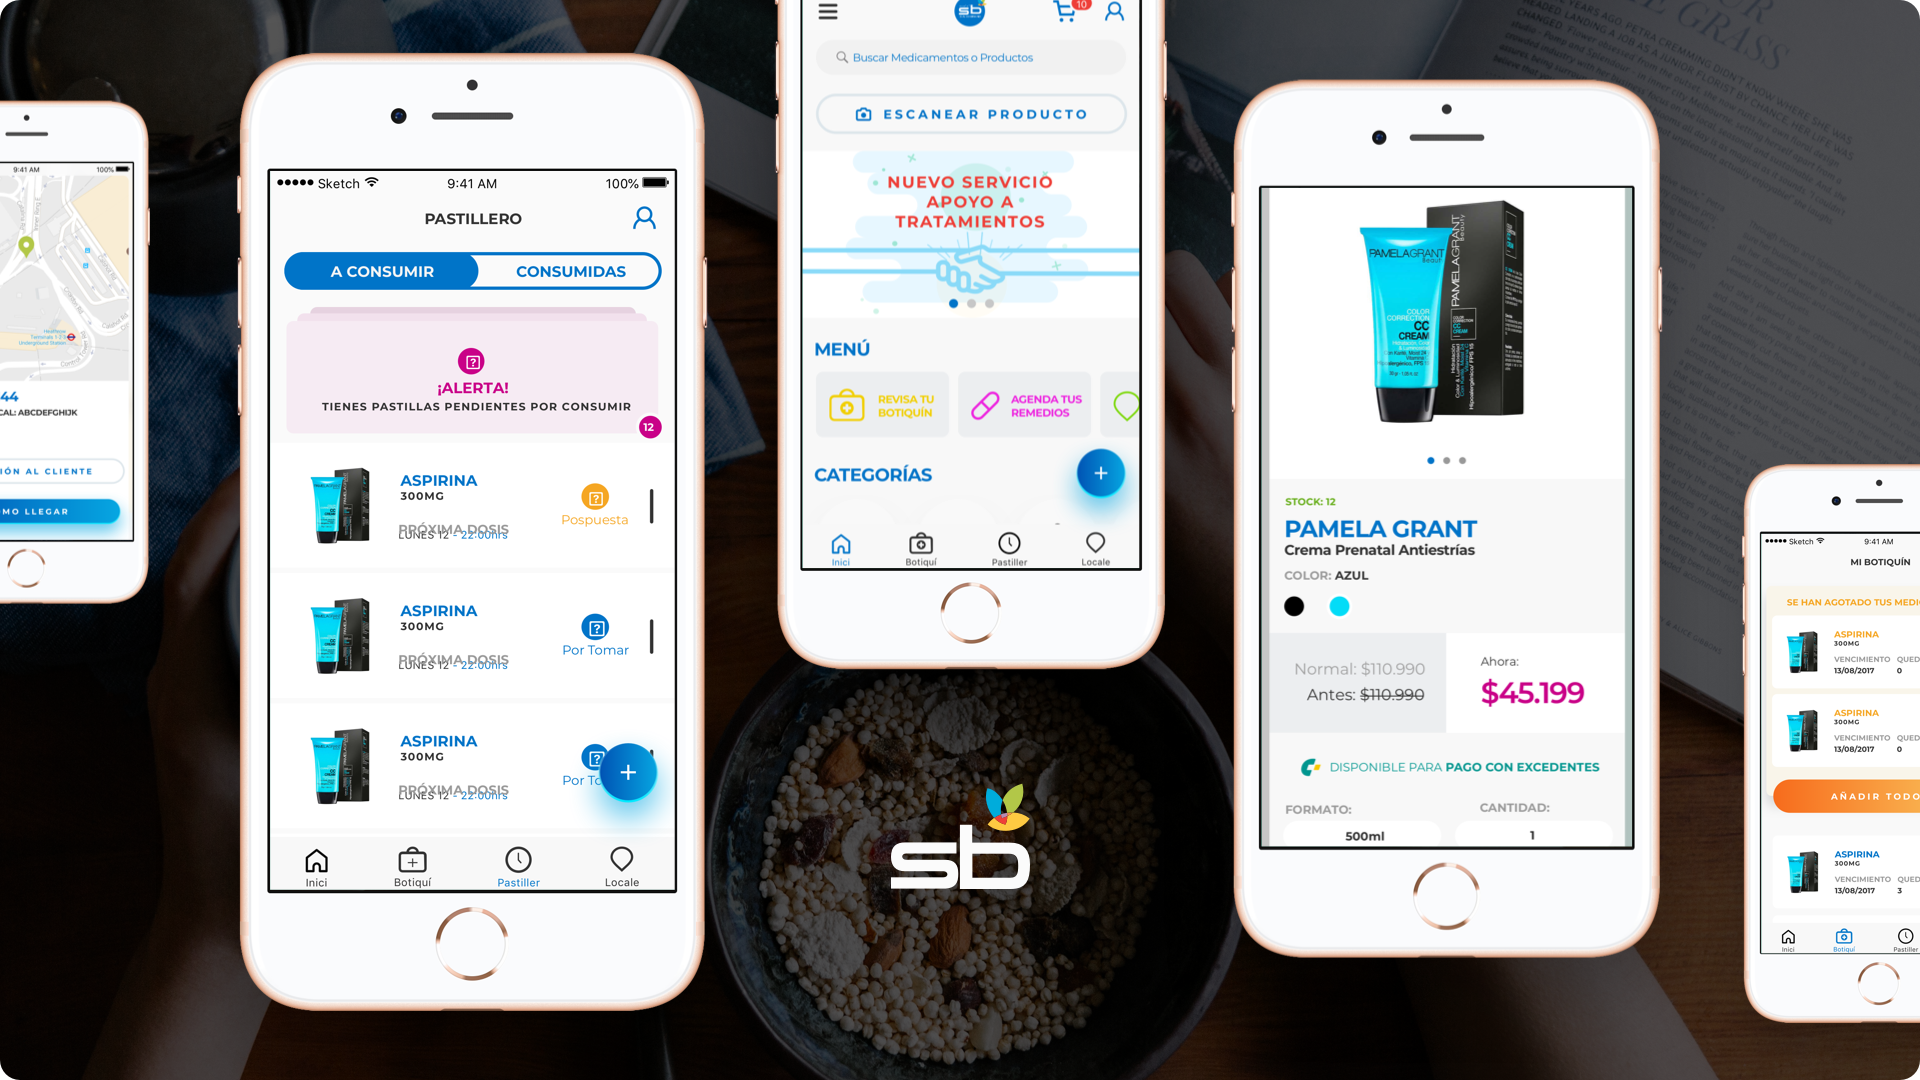 9:41 AM
100%
44
CAL: ABCDEFGHIJK
IÓN AL CLIENTE
MO LLEGAR
Sketch
9:41 AM
100%
PASTILLERO
A CONSUMIR
CONSUMIDAS
¡ALERTA!
TIENES PASTILLAS PENDIENTES POR CONSUMIR
12
ASPIRINA
300MG
PRÓXIMA DOSIS
LUNES 12 - 22:00hrs
Pospuesta
ASPIRINA
300MG
PRÓXIMA DOSIS
LUNES 12 - 22:00hrs
Por Tomar
ASPIRINA
300MG
PRÓXIMA DOSIS
LUNES 12 - 22:00hrs
Por To
+
Inici
Botiquí
Pastiller
Locale
sb
10
Buscar Medicamentos o Productos
ESCANEAR PRODUCTO
NUEVO SERVICIO
APOYO A
TRATAMIENTOS
MENÚ
REVISA TU
BOTIQUÍN
AGENDA TUS
REMEDIOS
CATEGORÍAS
+
Inici
Botiquí
Pastiller
Locale
sb
PAMELAGRANT
Beauty
COLOR
CORRECTION
CC
CREAM
PAMELAGRANT
Beauty
STOCK: 12
PAMELA GRANT
Crema Prenatal Antiestrías
COLOR: AZUL
Normal: $110.990
Antes: $110.990
Ahora:
$45.199
DISPONIBLE PARA PAGO CON EXCEDENTES
FORMATO:
500ml
CANTIDAD:
1
Sketch
9:41 AM
MI BOTIQUÍN
SE HAN AGOTADO TUS MEDI
ASPIRINA
300MG
VENCIMIENTO QUED
13/08/2017 0
ASPIRINA
300MG
VENCIMIENTO QUED
13/08/2017 0
AÑADIR TODO
ASPIRINA
300MG
VENCIMIENTO QUED
13/08/2017 3
Inici
Botiquí
Pastiller